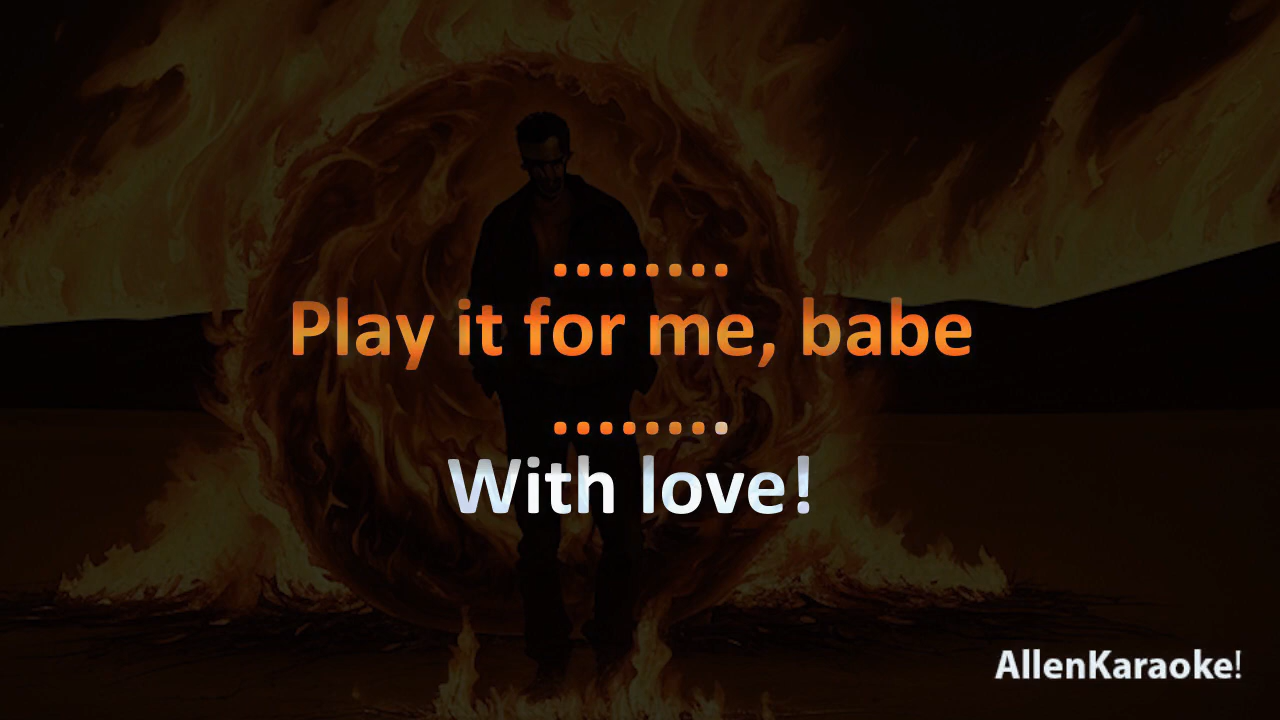 ........
Play it for me, babe
........
With love!
AllenKaraoke!